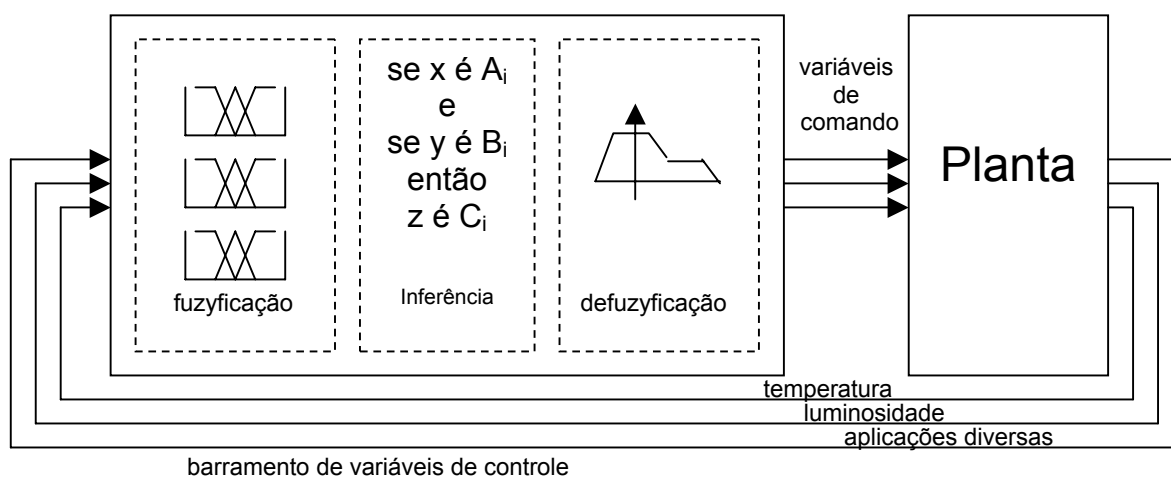 fuzyficação
se x é Aᵢ
e
se y é Bᵢ
então
z é Cᵢ
Inferência
defuzyficação
variáveis
de
comando
Planta
temperatura
luminosidade
aplicações diversas
barramento de variáveis de controle